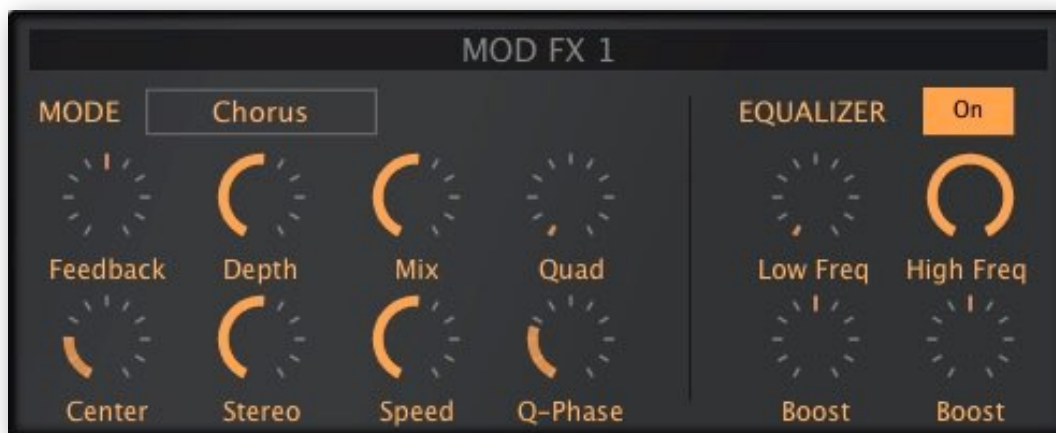 MOD FX 1
MODE Chorus EQUALIZER On
Feedback Depth Mix Quad Low Freq High Freq
Center Stereo Speed Q-Phase Boost Boost